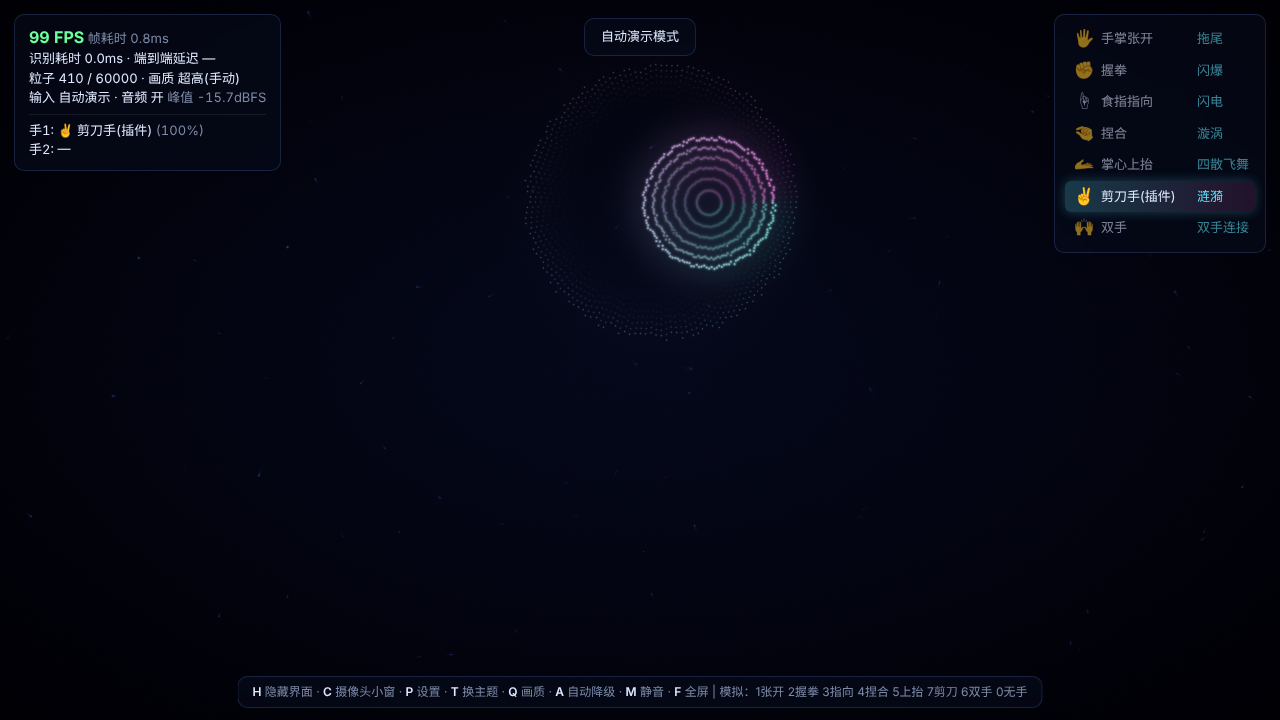 99 FPS 帧耗时 0.8ms
识别耗时 0.0ms · 端到端延迟 —
粒子 410 / 60000 · 画质 超高(手动)
输入 自动演示 · 音频 开 峰值 -15.7dBFS
手1: ✌ 剪刀手(插件) (100%)
手2: —
自动演示模式
手掌张开 拖尾
握拳 闪爆
食指指向 闪电
捏合 漩涡
掌心上抬 四散飞舞
剪刀手(插件) 涟漪
双手 双手连接
H 隐藏界面 · C 摄像头小窗 · P 设置 · T 换主题 · Q 画质 · A 自动降级 · M 静音 · F 全屏 | 模拟：1张开 2握拳 3指向 4捏合 5上抬 7剪刀 6双手 0无手